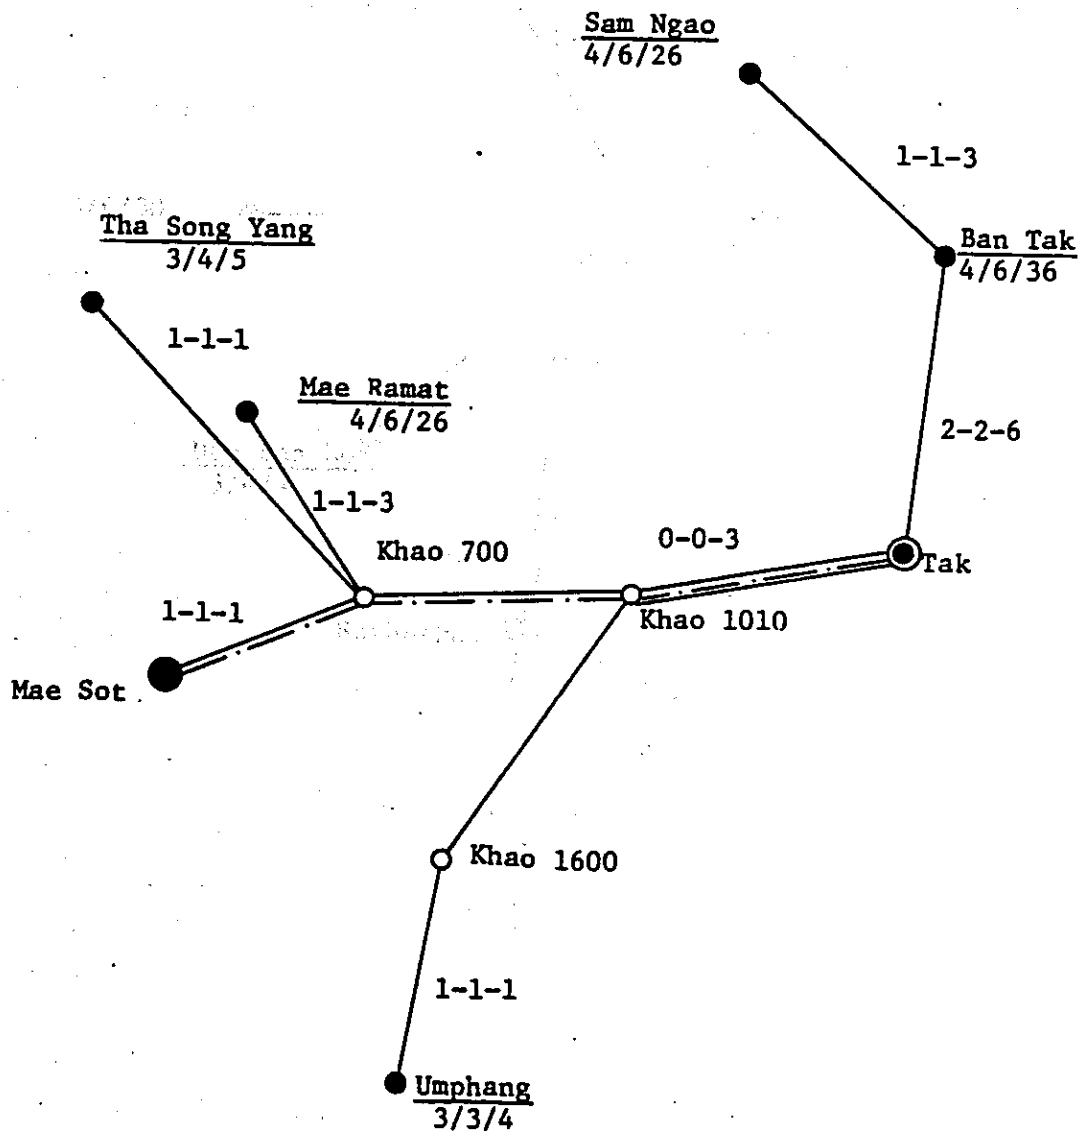 Sam Ngao
4/6/26
1-1-3
Tha Song Yang
3/4/5
Ban Tak
4/6/36
1-1-1
Mae Ramat
4/6/26
2-2-6
1-1-3
Khao 700
0-0-3
Tak
1-1-1
Khao 1010
Mae Sot
Khao 1600
1-1-1
Umphang
3/3/4